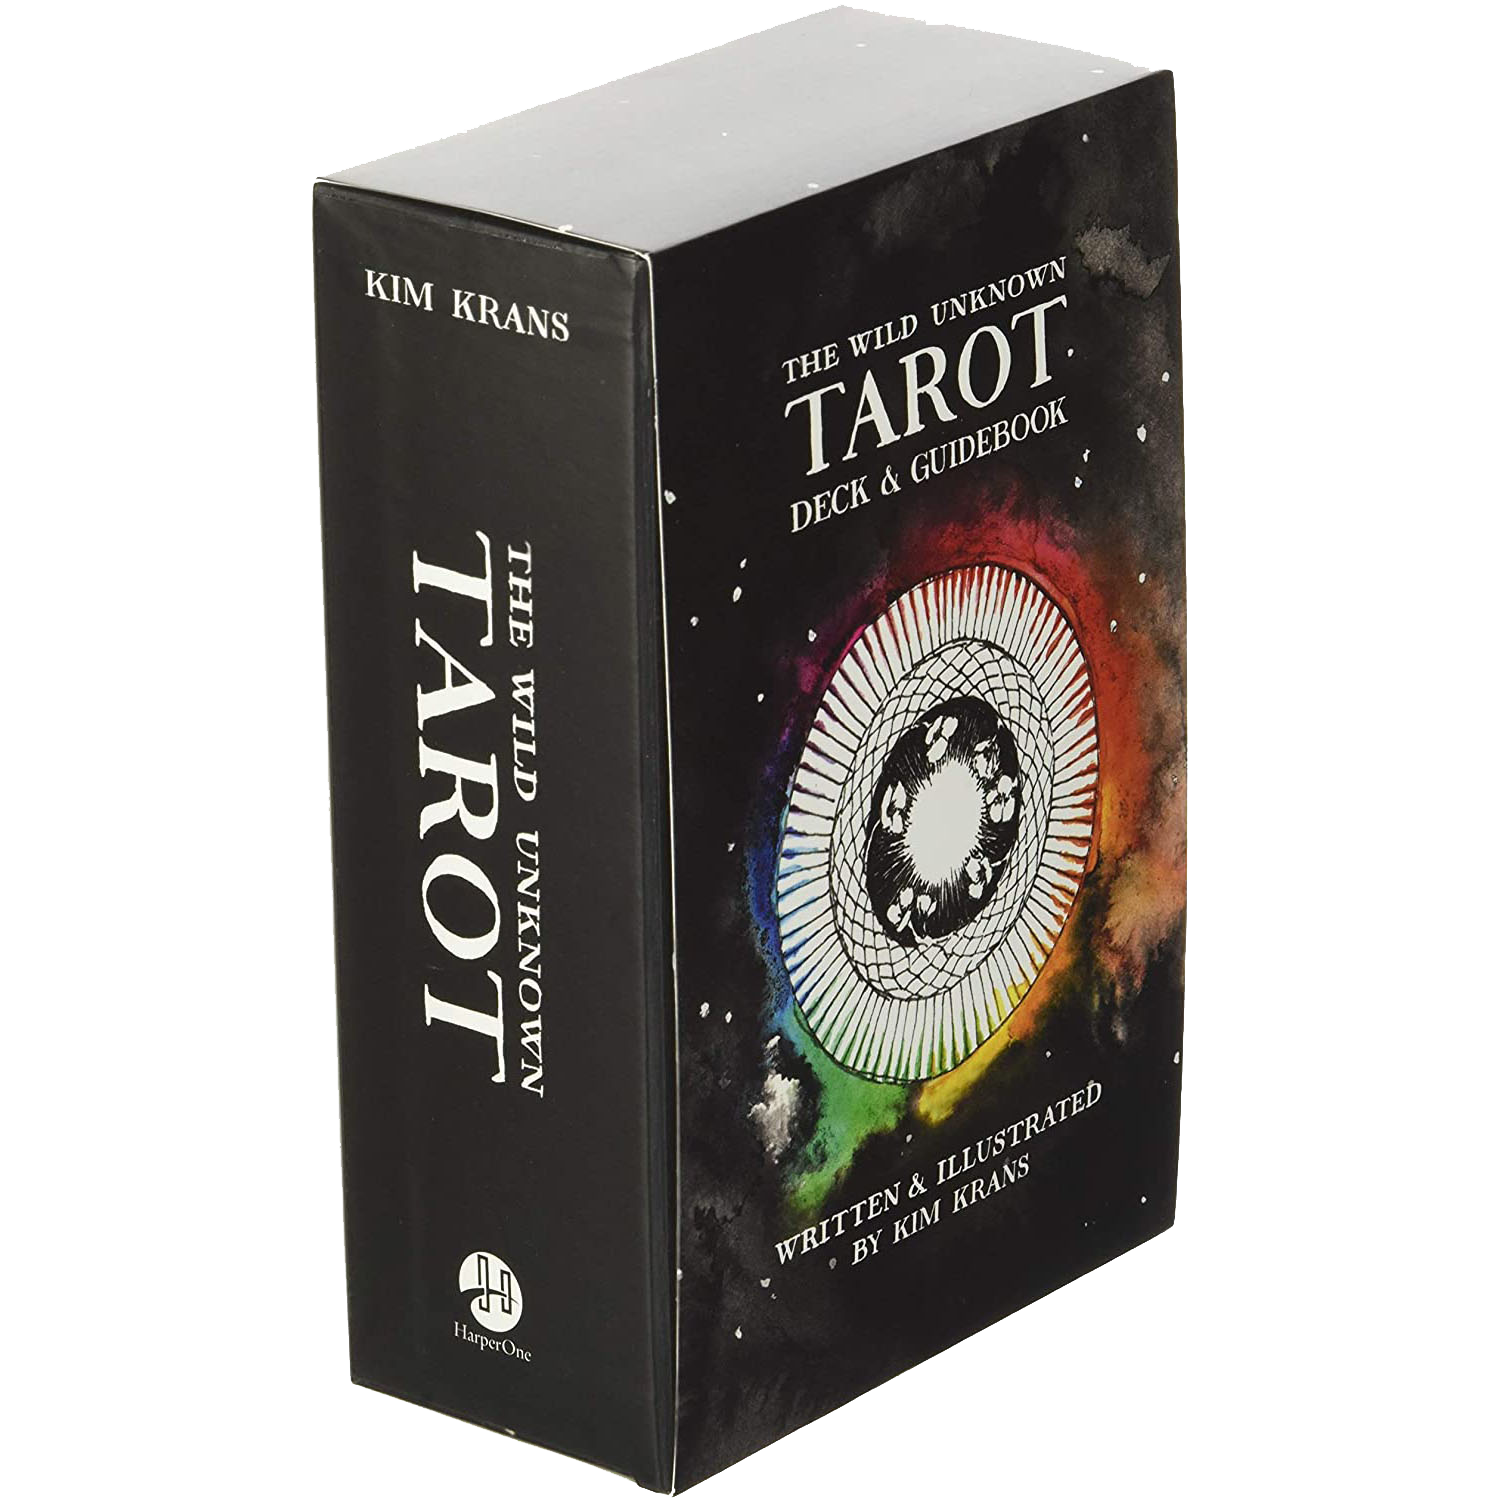 KIM KRANS
THE WILD UNKNOWN
TAROT
H
HarperOne
THE WILD UNKNOWN
TAROT
DECK & GUIDEBOOK
WRITTEN & ILLUSTRATED
BY KIM KRANS